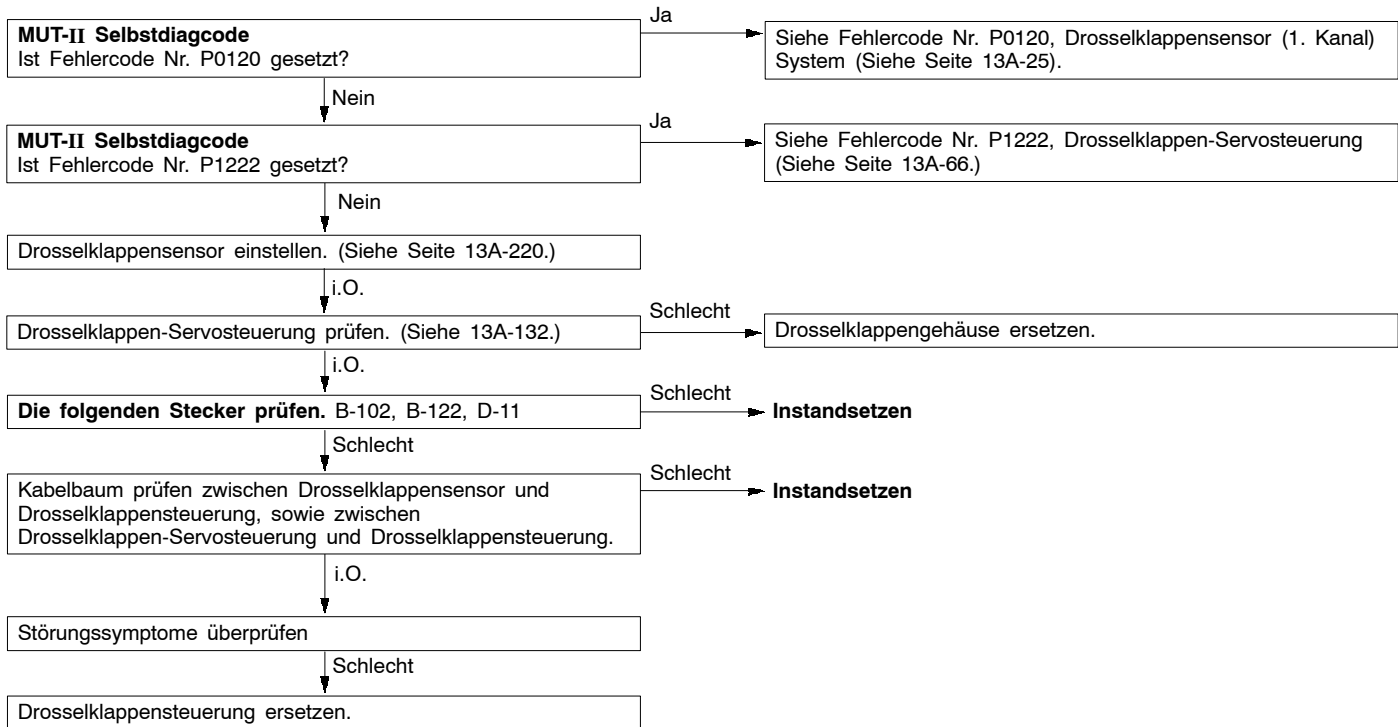 MUT-II Selbstdiagcode
Ist Fehlercode Nr. P0120 gesetzt?
Ja
Siehe Fehlercode Nr. P0120, Drosselklappensensor (1. Kanal)
System (Siehe Seite 13A-25).
Nein
MUT-II Selbstdiagcode
Ist Fehlercode Nr. P1222 gesetzt?
Ja
Siehe Fehlercode Nr. P1222, Drosselklappen-Servosteuerung
(Siehe Seite 13A-66.)
Nein
Drosselklappensensor einstellen. (Siehe Seite 13A-220.)
i.O.
Drosselklappen-Servosteuerung prüfen. (Siehe 13A-132.)
Schlecht
Drosselklappengehäuse ersetzen.
i.O.
Die folgenden Stecker prüfen. B-102, B-122, D-11
Schlecht
Instandsetzen
Schlecht
Kabelbaum prüfen zwischen Drosselklappensensor und
Drosselklappensteuerung, sowie zwischen
Drosselklappen-Servosteuerung und Drosselklappensteuerung.
Schlecht
Instandsetzen
i.O.
Störungssymptome überprüfen
Schlecht
Drosselklappensteuerung ersetzen.